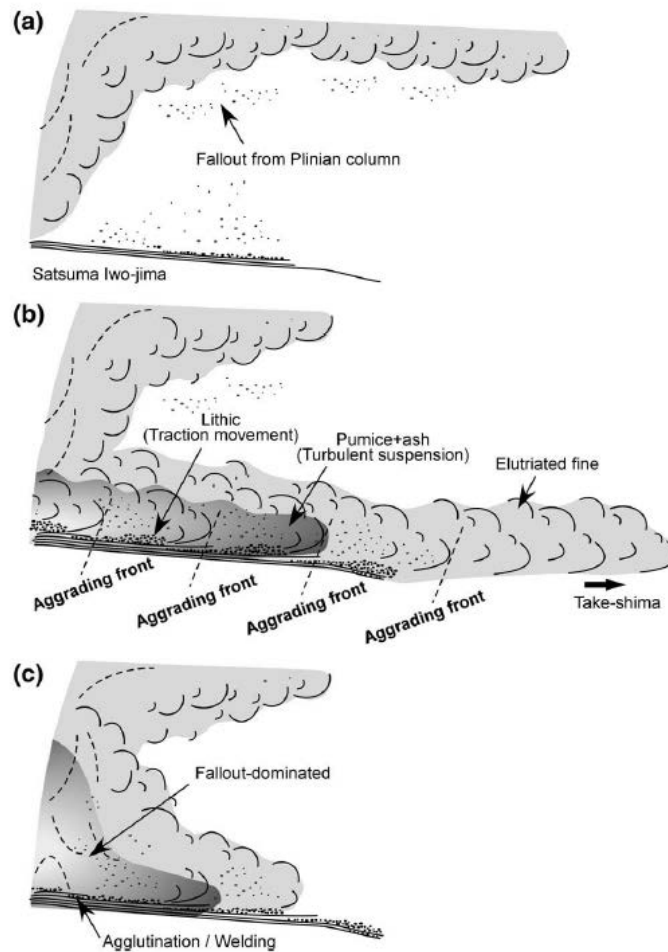 (a)
Fallout from Plinian column
Satsuma Iwo-jima
(b)
Lithic
(Traction movement)
Pumice+ash
(Turbulent suspension)
Elutriated fine
Aggrading front
Aggrading front
Aggrading front
Aggrading front
Take-shima
(c)
Fallout-dominated
Agglutination / Welding